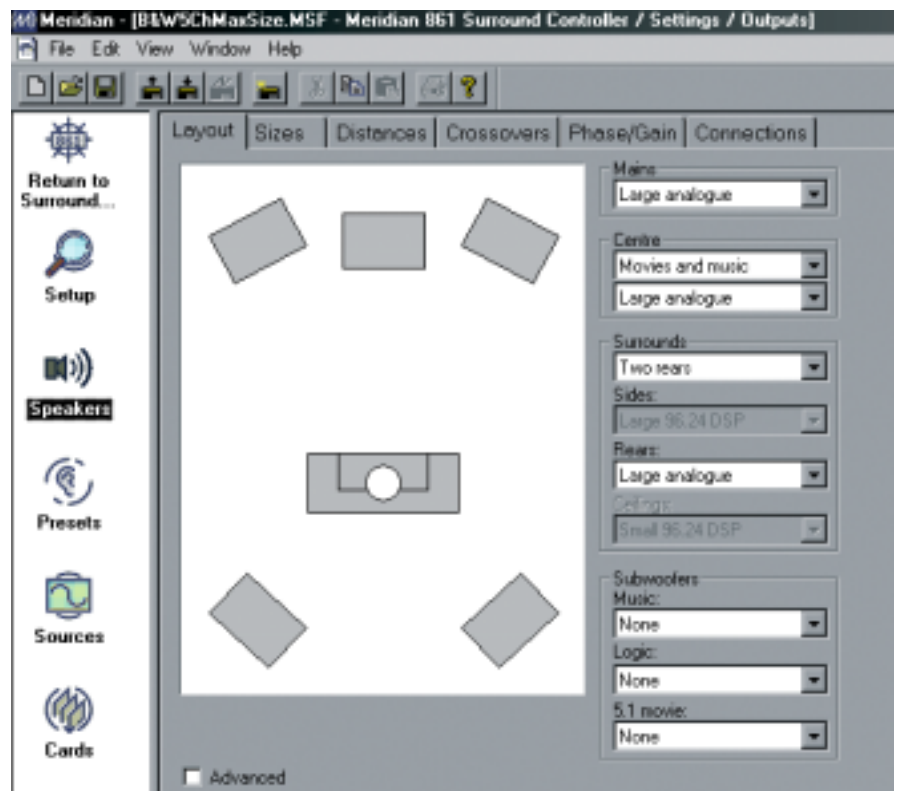 Meridian - [B&W5ChMaxSize.MSF - Meridian 861 Surround Controller / Settings / Outputs]
File Edit View Window Help
Layout Sizes Distances Crossovers Phase/Gain Connections
861
Return to
Surround...
Setup
Speakers
Presets
Sources
Cards
Mains
Large analogue
Centre
Movies and music
Large analogue
Surrounds
Two rears
Sides:
Large 96.24 DSP
Rears:
Large analogue
Ceilings:
Small 96.24 DSP
Subwoofers
Music:
None
Logic:
None
5.1 movie:
None
Advanced